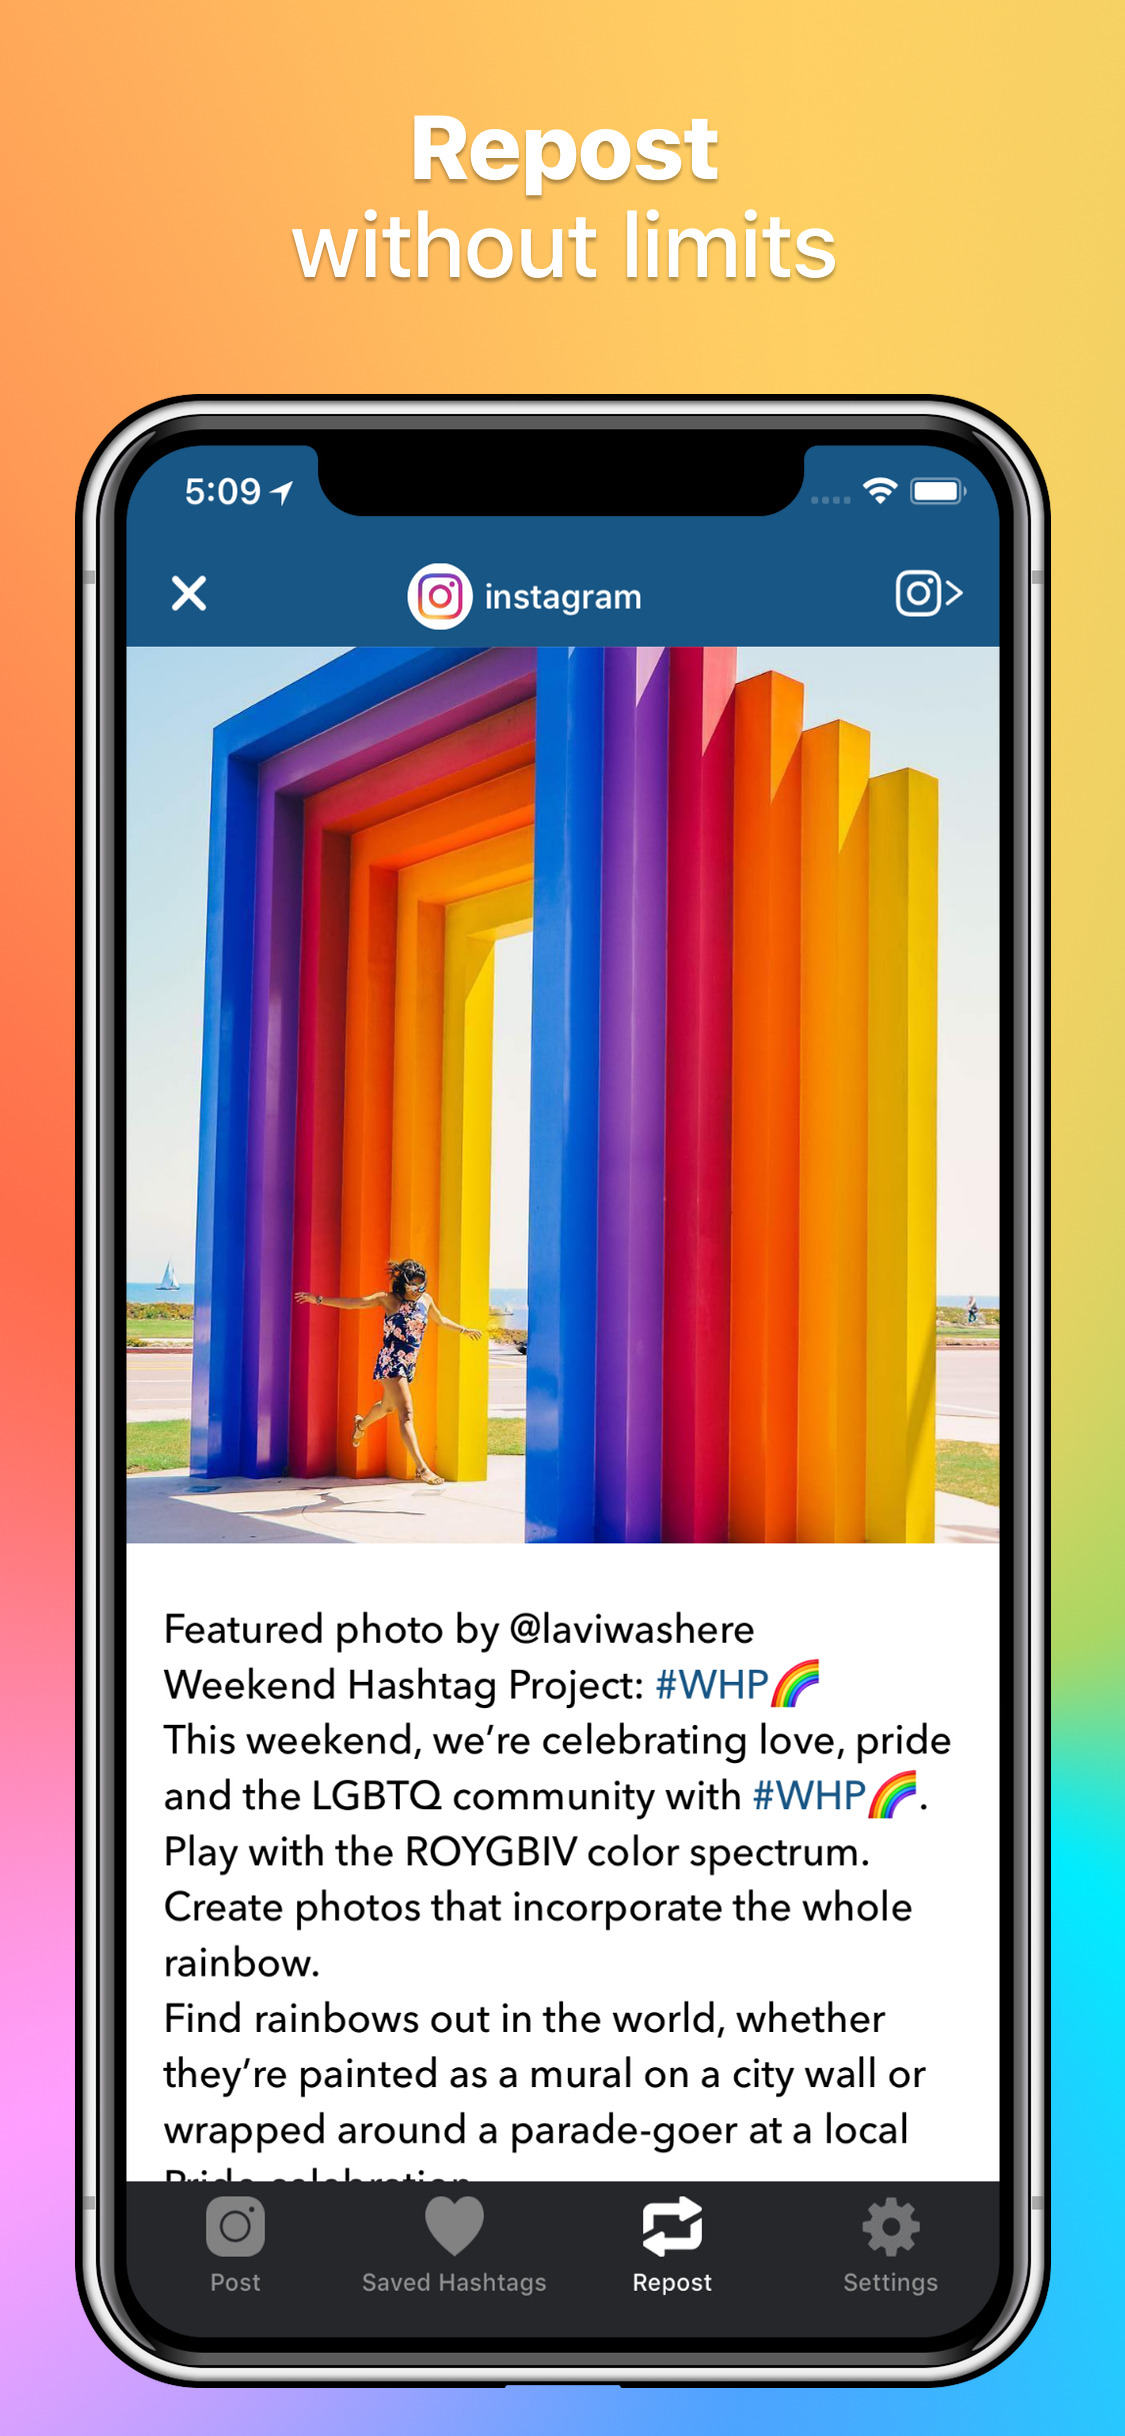 Repost
without limits
5:09
instagram
Featured photo by @laviwashere
Weekend Hashtag Project: #WHP🌈
This weekend, we’re celebrating love, pride
and the LGBTQ community with #WHP🌈.
Play with the ROYGBIV color spectrum.
Create photos that incorporate the whole
rainbow.
Find rainbows out in the world, whether
they’re painted as a mural on a city wall or
wrapped around a parade-goer at a local
Pride celebration
Post
Saved Hashtags
Repost
Settings